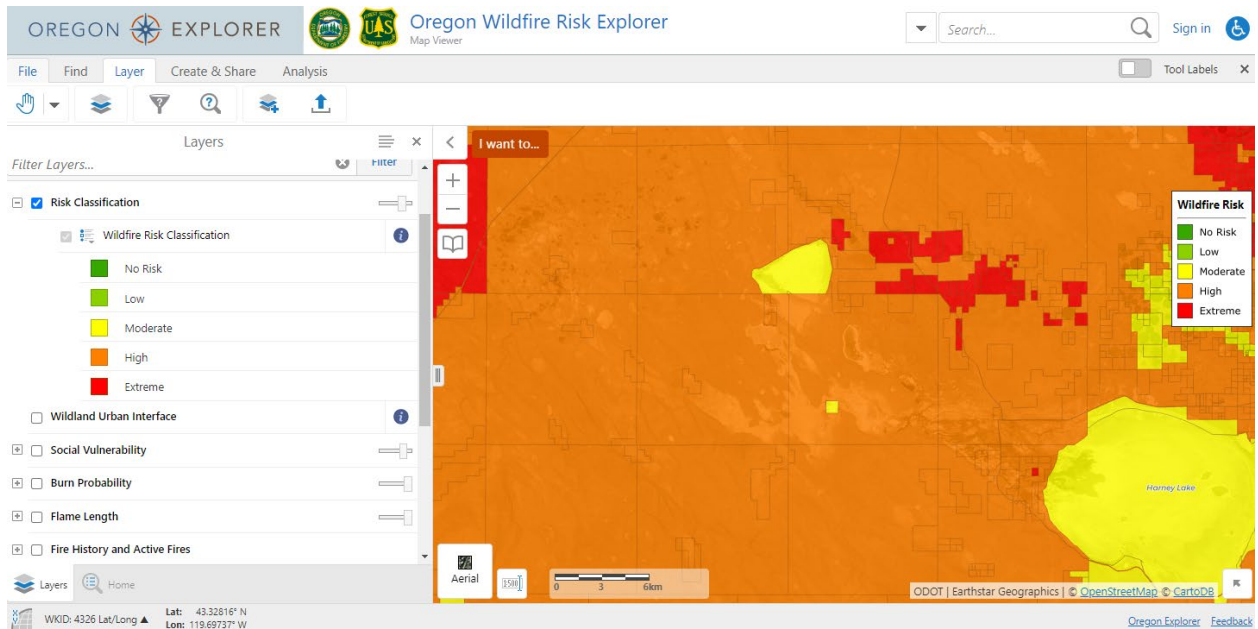 OREGON EXPLORER
UAS
Oregon Wildfire Risk Explorer
Map Viewer
Search...
Sign in
File Find Layer Create & Share Analysis
Tool Labels
Layers
Filter Layers...
Filter
Risk Classification
Wildfire Risk Classification
No Risk
Low
Moderate
High
Extreme
Wildland Urban Interface
Social Vulnerability
Burn Probability
Flame Length
Fire History and Active Fires
Layers Home
I want to...
Wildfire Risk
No Risk
Low
Moderate
High
Extreme
Harney Lake
Aerial
1:500
0 3 6km
ODOT | Earthstar Geographics | © OpenStreetMap © CartoDB
WKID: 4326 Lat/Long ▲
Lat: 43.32816° N
Lon: 119.69737° W
Oregon Explorer Feedback